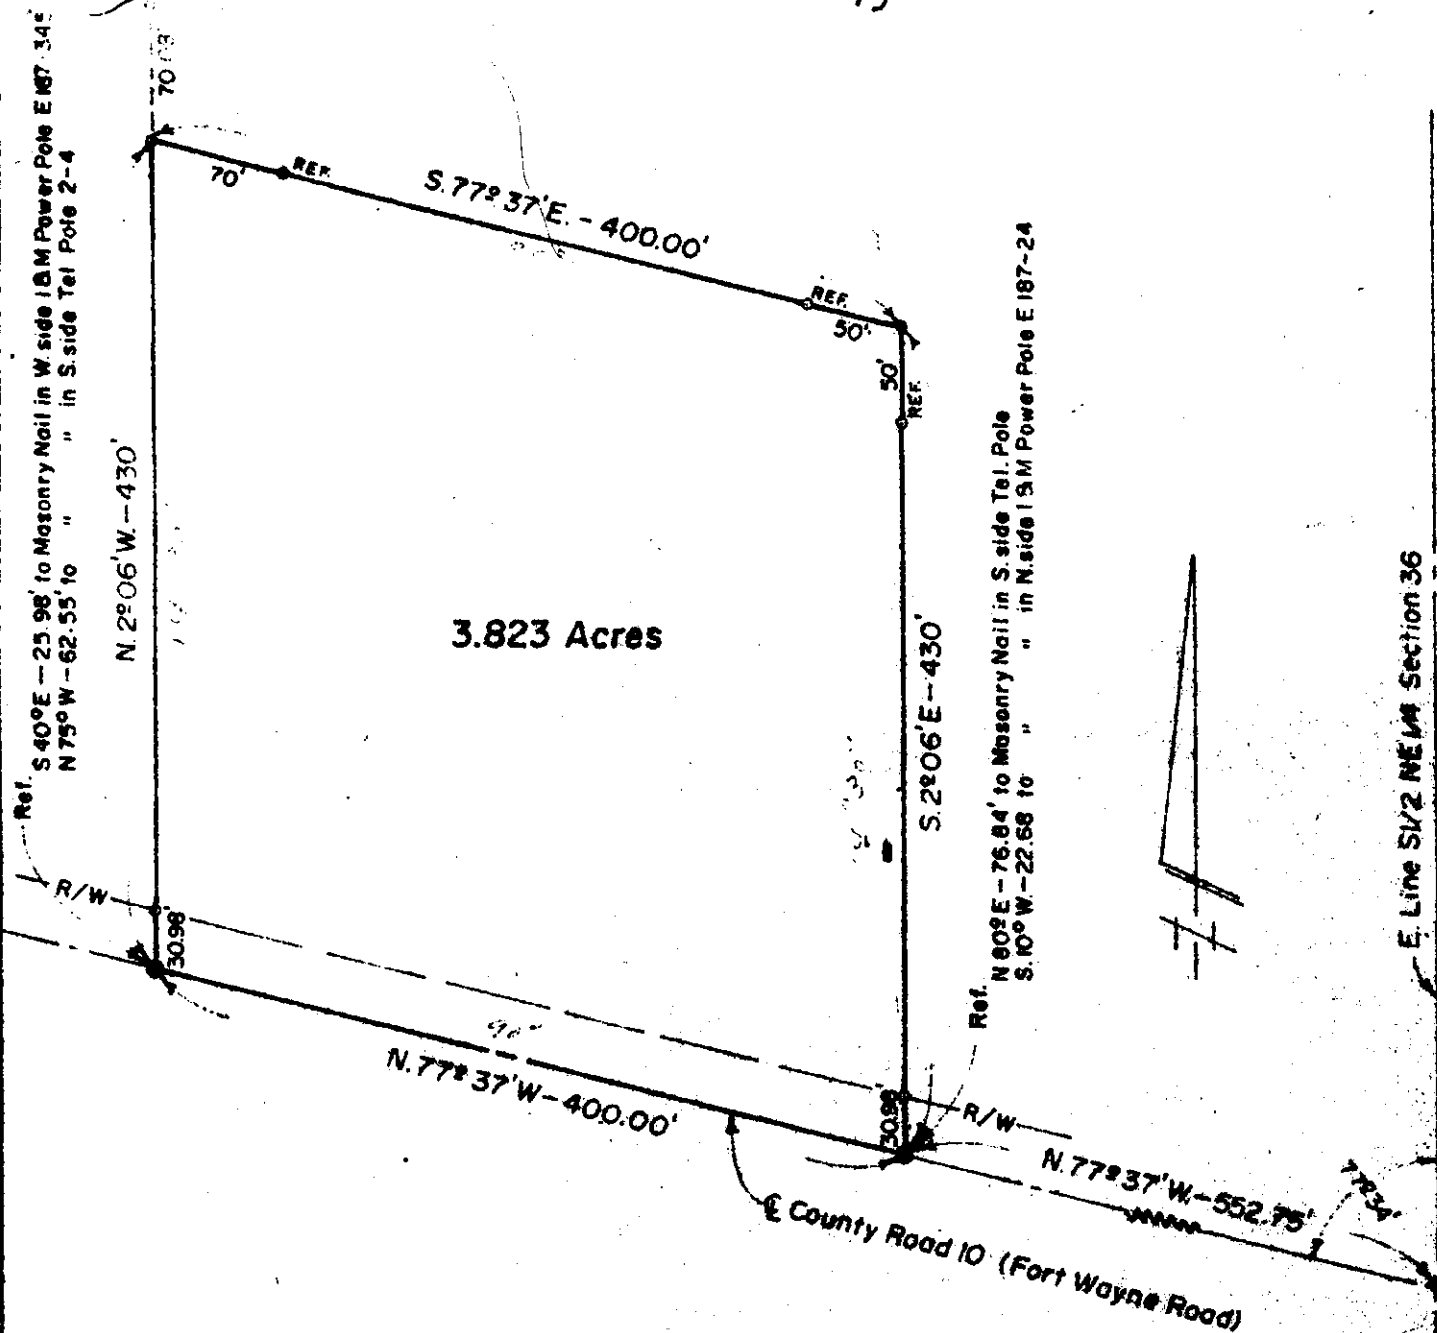 S 40° E – 25.98' to Masonry Nail in W. side I&M Power Pole E 187-34
N 75° W – 62.55' to " " in S. side Tel Pole 2-4
Ref.
70'
REF.
S. 77° 37' E. – 400.00'
REF.
50'
50'
REF.
N. 2° 06' W. – 430'
3.823 Acres
S. 2° 06' E – 430'
Ref.
N 80° E – 76.84' to Masonry Nail in S. side Tel. Pole
S. 10° W. – 22.68 to " " in N. side I&M Power Pole E 187-24
E. Line S1/2 NE 1/4 Section 36
R/W
30.98
N. 77° 37' W – 400.00'
30.98
R/W
N. 77° 37' W. – 552.75'
77° 34'
℄ County Road 10 (Fort Wayne Road)